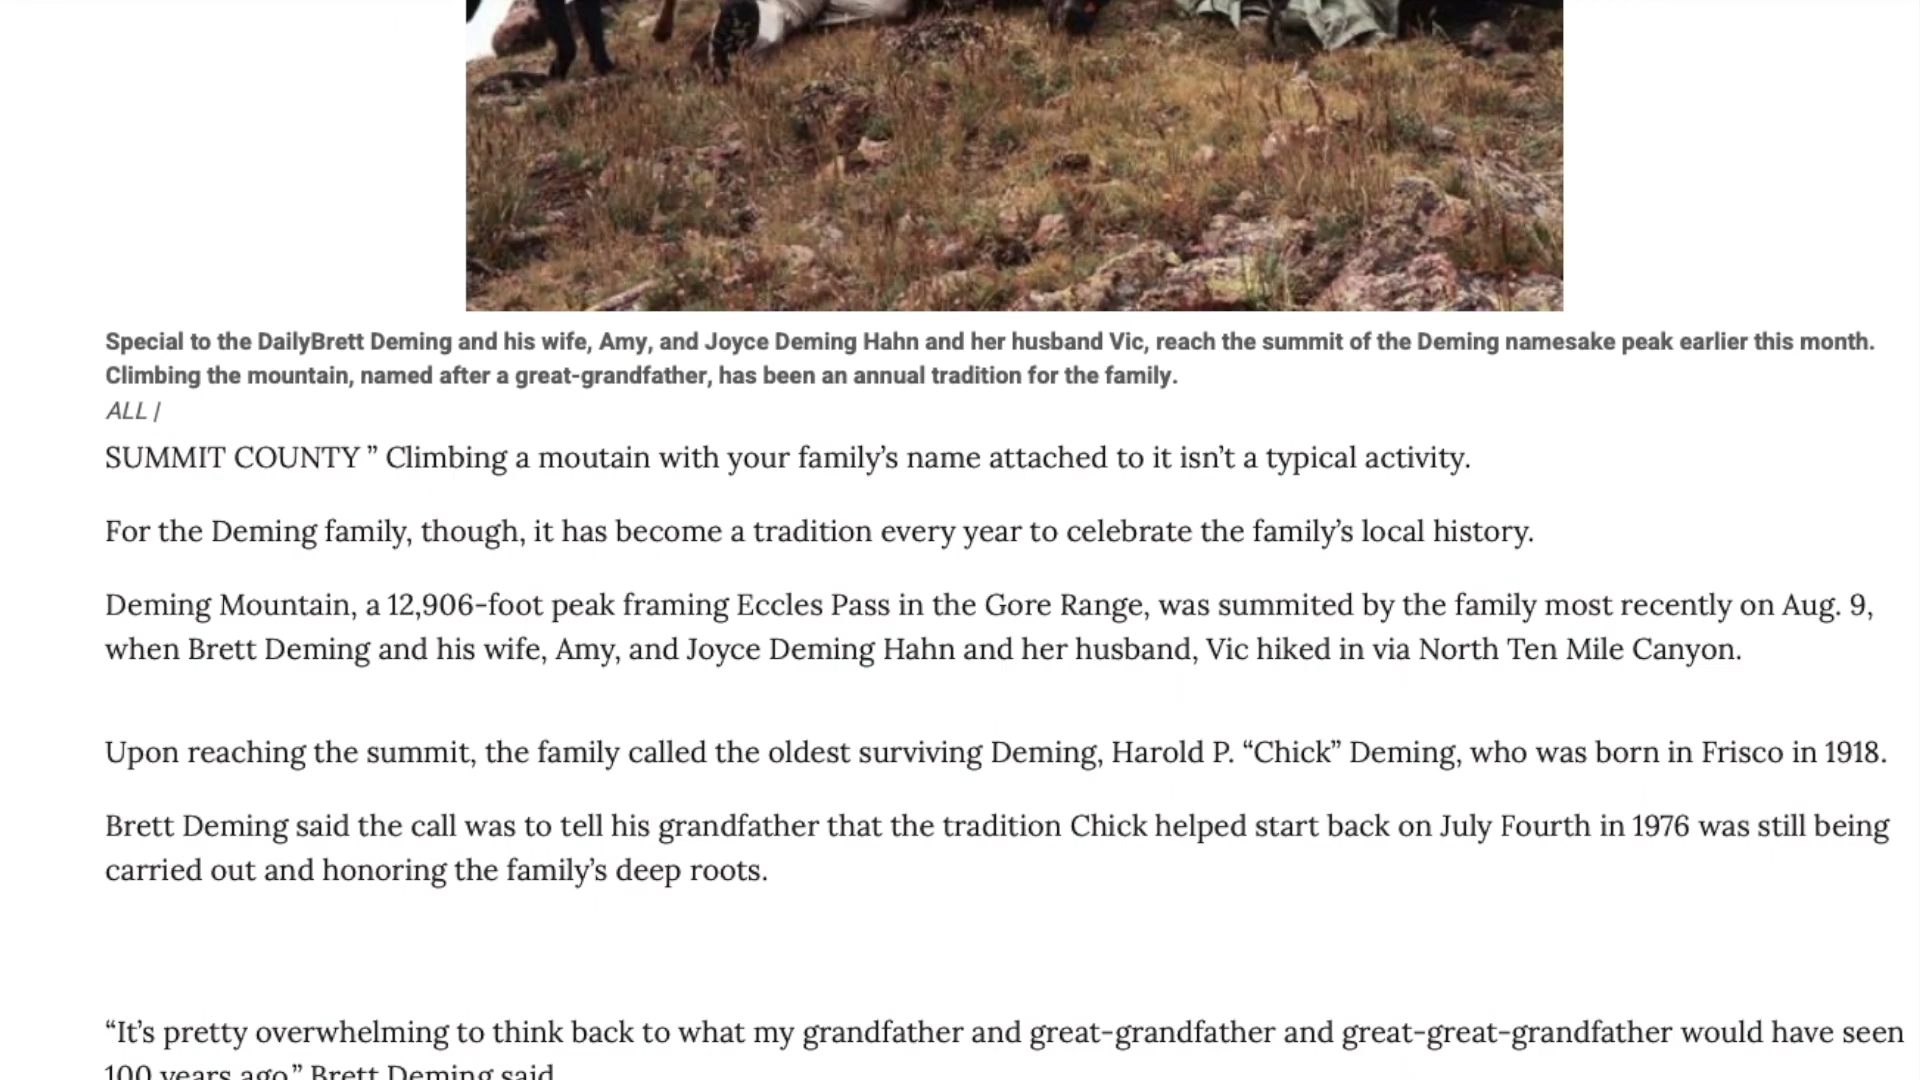 Special to the DailyBrett Deming and his wife, Amy, and Joyce Deming Hahn and her husband Vic, reach the summit of the Deming namesake peak earlier this month.
Climbing the mountain, named after a great-grandfather, has been an annual tradition for the family.
ALL |
SUMMIT COUNTY ” Climbing a moutain with your family’s name attached to it isn’t a typical activity.
For the Deming family, though, it has become a tradition every year to celebrate the family’s local history.
Deming Mountain, a 12,906-foot peak framing Eccles Pass in the Gore Range, was summited by the family most recently on Aug. 9,
when Brett Deming and his wife, Amy, and Joyce Deming Hahn and her husband, Vic hiked in via North Ten Mile Canyon.
Upon reaching the summit, the family called the oldest surviving Deming, Harold P. “Chick” Deming, who was born in Frisco in 1918.
Brett Deming said the call was to tell his grandfather that the tradition Chick helped start back on July Fourth in 1976 was still being
carried out and honoring the family’s deep roots.
“It’s pretty overwhelming to think back to what my grandfather and great-grandfather and great-great-grandfather would have seen
100 years ago,” Brett Deming said.